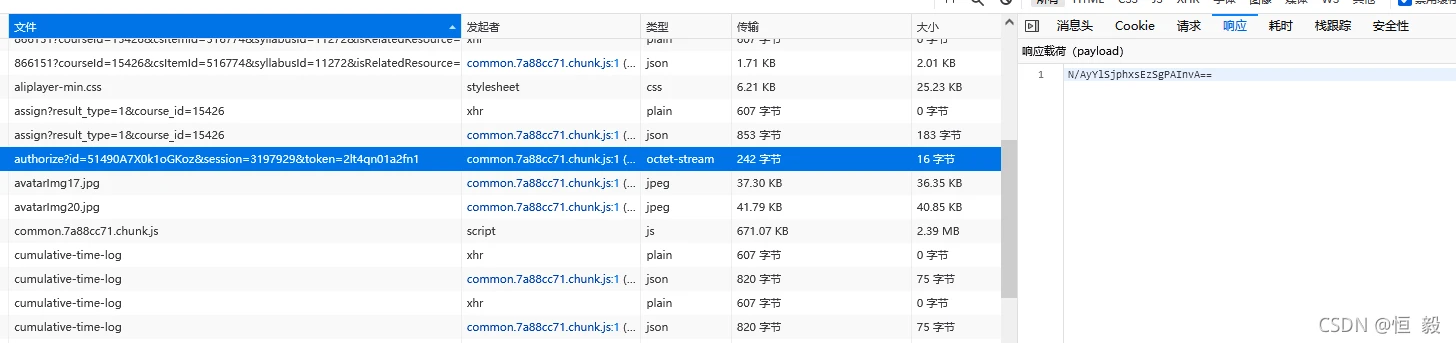 所有 HTML CSS JS XHR 字体 图像 媒体 WS 其他 禁用缓存
文件 发起者 类型 传输 大小
866151?courseId=15426&csItemId=516774&syllabusId=11272&isRelatedResource= xhr plain 607 字节 0 字节
866151?courseId=15426&csItemId=516774&syllabusId=11272&isRelatedResource= common.7a88cc71.chunk.js:1 (... json 1.71 KB 2.01 KB
aliplayer-min.css stylesheet css 6.21 KB 25.23 KB
assign?result_type=1&course_id=15426 xhr plain 607 字节 0 字节
assign?result_type=1&course_id=15426 common.7a88cc71.chunk.js:1 (... json 853 字节 183 字节
authorize?id=51490A7X0k1oGKoz&session=3197929&token=2lt4qn01a2fn1 common.7a88cc71.chunk.js:1 (... octet-stream 242 字节 16 字节
avatarImg17.jpg common.7a88cc71.chunk.js:1 (... jpeg 37.30 KB 36.35 KB
avatarImg20.jpg common.7a88cc71.chunk.js:1 (... jpeg 41.79 KB 40.85 KB
common.7a88cc71.chunk.js script js 671.07 KB 2.39 MB
cumulative-time-log xhr plain 607 字节 0 字节
cumulative-time-log common.7a88cc71.chunk.js:1 (... json 820 字节 75 字节
cumulative-time-log xhr plain 607 字节 0 字节
cumulative-time-log common.7a88cc71.chunk.js:1 (... json 820 字节 75 字节
消息头 Cookie 请求 响应 耗时 栈跟踪 安全性
响应载荷 (payload)
1 N/AyYlSjphxsEzSgPAInvA==
CSDN @恒 毅